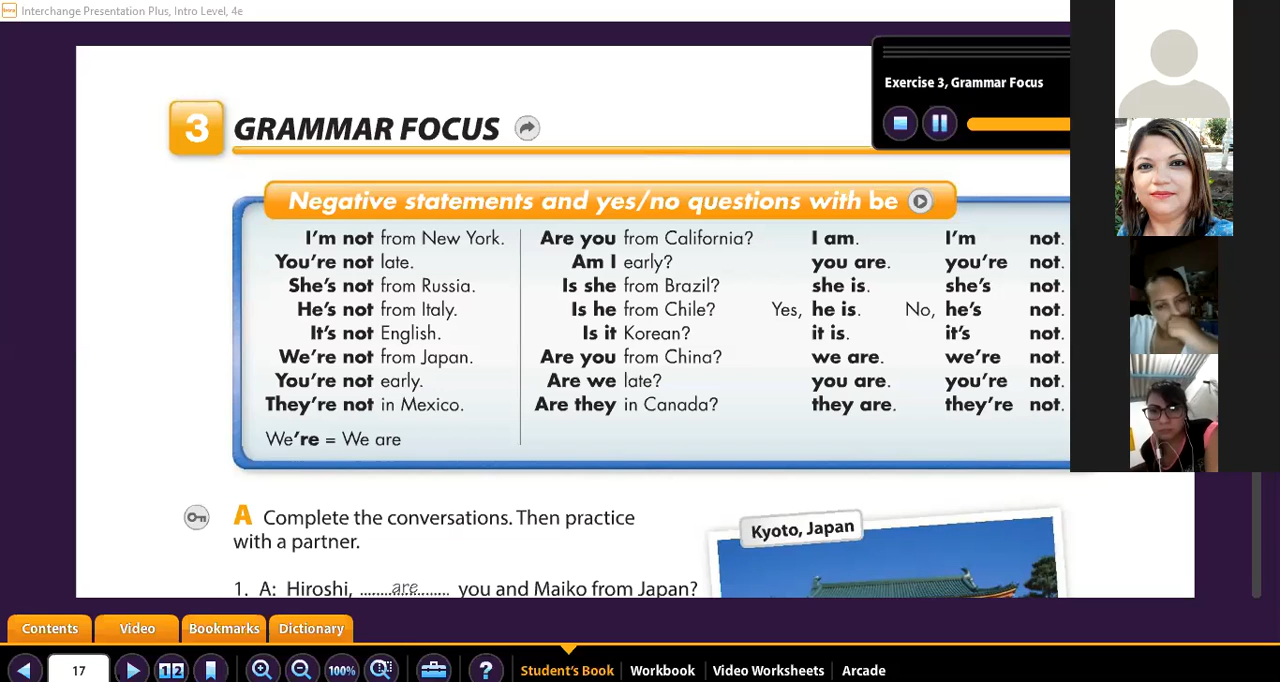 Interchange Presentation Plus, Intro Level, 4e
Exercise 3, Grammar Focus
3 GRAMMAR FOCUS
Negative statements and yes/no questions with be
I'm not from New York. Are you from California? I am. I'm not.
You're not late. Am I early? you are. you're not.
She's not from Russia. Is she from Brazil? she is. she's not.
He's not from Italy. Is he from Chile? Yes, he is. No, he's not.
It's not English. Is it Korean? it is. it's not.
We're not from Japan. Are you from China? we are. we're not.
You're not early. Are we late? you are. you're not.
They're not in Mexico. Are they in Canada? they are. they're not.
We're = We are
A Complete the conversations. Then practice
with a partner.
Kyoto, Japan
1. A: Hiroshi, ........are......... you and Maiko from Japan?
Contents Video Bookmarks Dictionary
17 1 2 100% ? Student's Book Workbook Video Worksheets Arcade